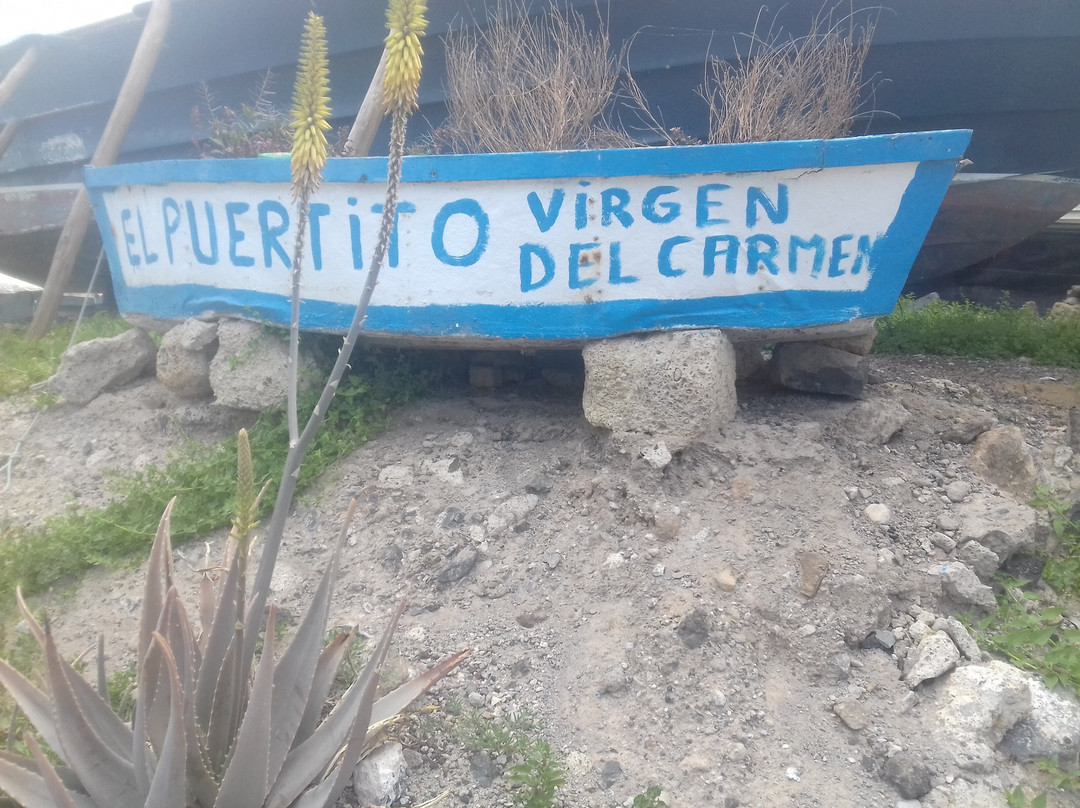 EL PUERTiTO
ViRGEN
DEL CARMEN